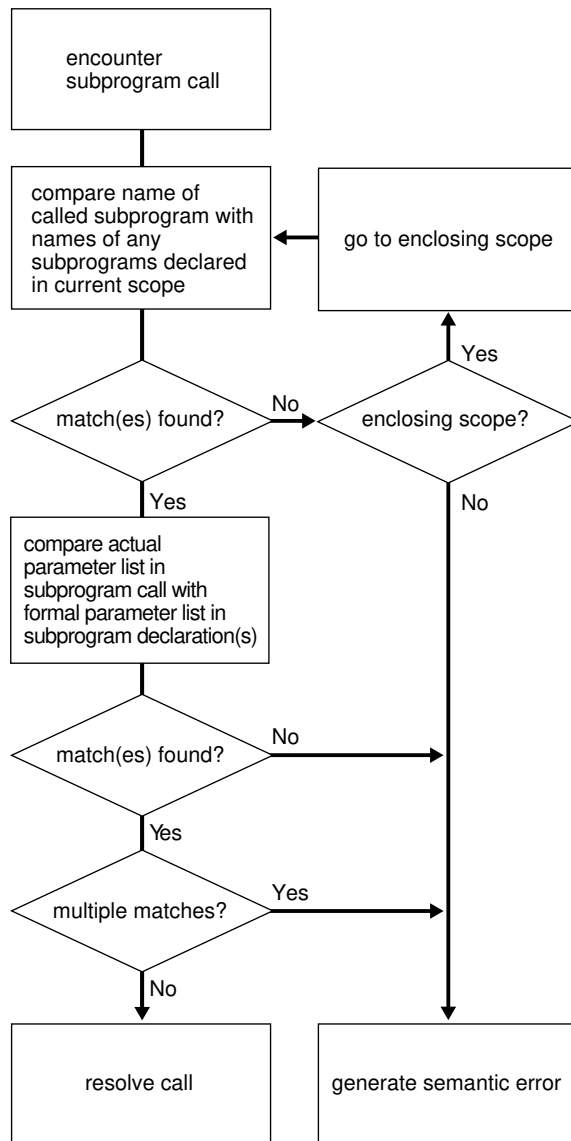 encounter
subprogram call
compare name of
called subprogram with
names of any
subprograms declared
in current scope
go to enclosing scope
Yes
match(es) found?
No
enclosing scope?
Yes
No
compare actual
parameter list in
subprogram call with
formal parameter list in
subprogram declaration(s)
match(es) found?
No
Yes
multiple matches?
Yes
No
resolve call
generate semantic error